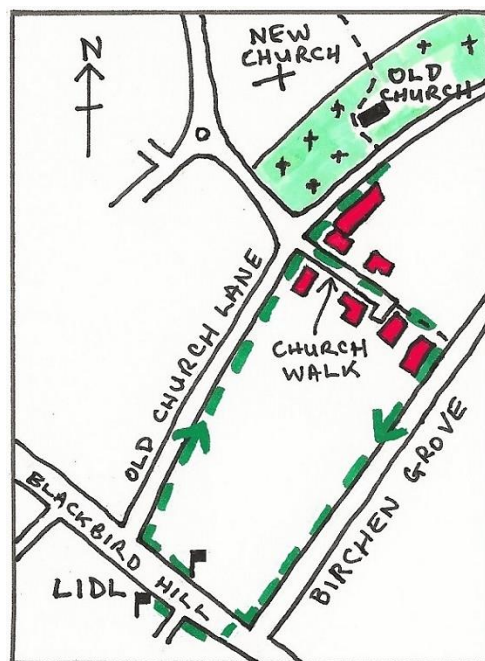 N
NEW
CHURCH
OLD
CHURCH
OLD CHURCH LANE
CHURCH
WALK
BIRCHEN GROVE
BLACKBIRD HILL
LIDL